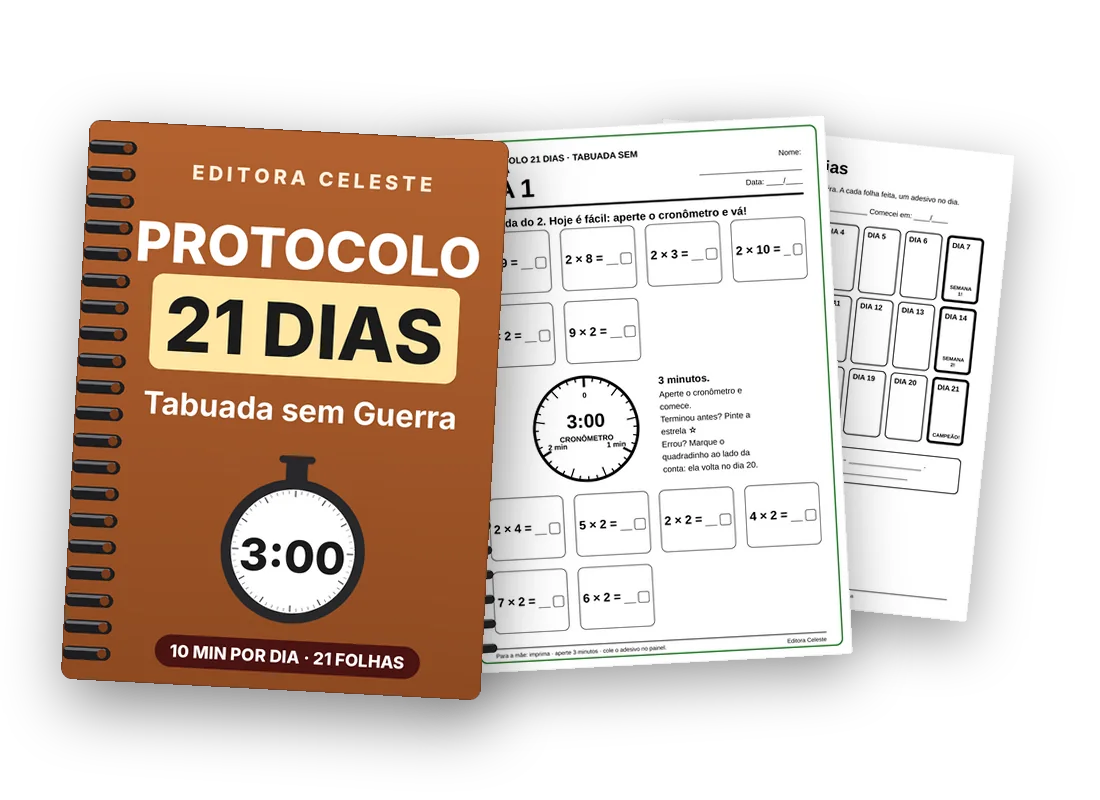 EDITORA CELESTE
PROTOCOLO
21 DIAS
Tabuada sem Guerra
3:00
10 MIN POR DIA · 21 FOLHAS
21 DIAS · TABUADA SEM
1
Nome:
Data: ___/___
do 2. Hoje é fácil: aperte o cronômetro e vá!
9 = __
2 × 8 = __
2 × 3 = __
2 × 10 = __
2 = __
9 × 2 = __
0
3:00
CRONÔMETRO
2 min
1 min
3 minutos.
Aperte o cronômetro e
comece.
Terminou antes? Pinte a
estrela ☆
Errou? Marque o
quadradinho ao lado da
conta: ela volta no dia 20.
2 × 4 = __
5 × 2 = __
2 × 2 = __
4 × 2 = __
7 × 2 = __
6 × 2 = __
Para a mãe: imprima · aperte 3 minutos · cole o adesivo no painel.
Editora Celeste
A cada folha feita, um adesivo no dia.
Comecei em: ___/___
DIA 5
DIA 6
DIA 7
SEMANA
1!
DIA 12
DIA 13
DIA 14
SEMANA
2!
DIA 19
DIA 20
DIA 21
CAMPEÃO!